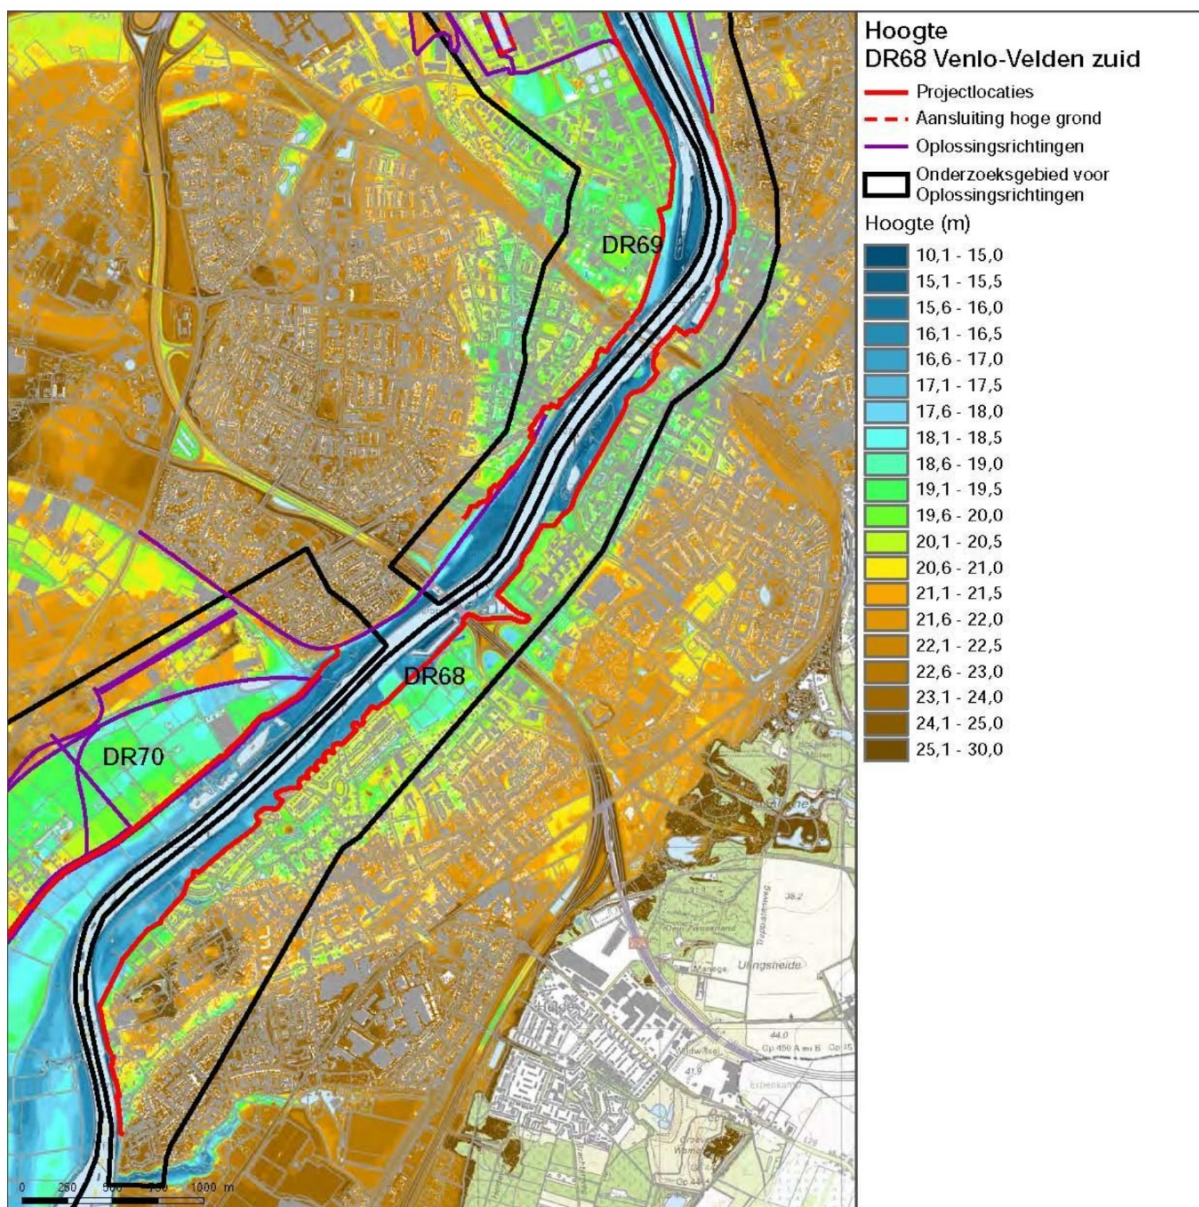 Hoogte
DR68 Venlo-Velden zuid
Projectlocaties
Aansluiting hoge grond
Oplossingsrichtingen
Onderzoeksgebied voor
Oplossingsrichtingen
Hoogte (m)
10,1 - 15,0
15,1 - 15,5
15,6 - 16,0
16,1 - 16,5
16,6 - 17,0
17,1 - 17,5
17,6 - 18,0
18,1 - 18,5
18,6 - 19,0
19,1 - 19,5
19,6 - 20,0
20,1 - 20,5
20,6 - 21,0
21,1 - 21,5
21,6 - 22,0
22,1 - 22,5
22,6 - 23,0
23,1 - 24,0
24,1 - 25,0
25,1 - 30,0
DR69
DR68
DR70
38.2
Ulingsheide
44.0
41.9
0 250 500 750 1000 m